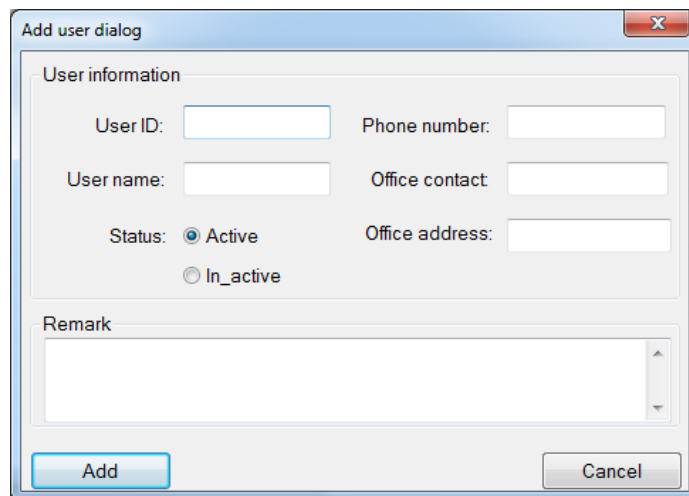 Add user dialog
User information
User ID: Phone number:
User name: Office contact:
Status: Active Office address:
In_active
Remark
Add Cancel